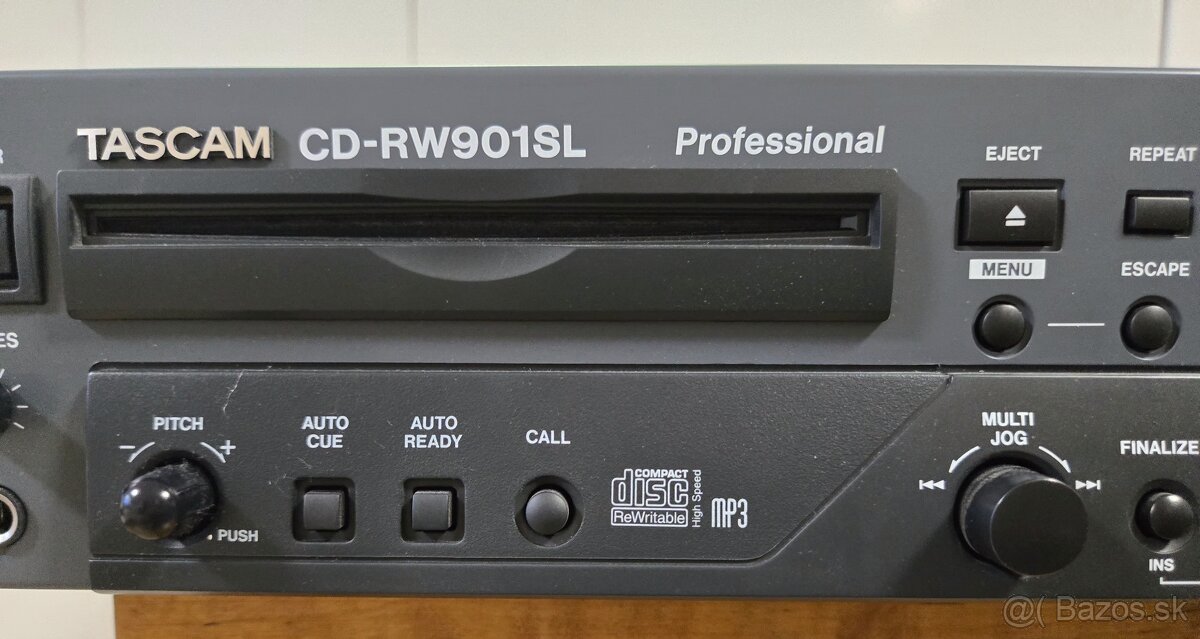 TASCAM CD-RW901SL Professional
EJECT
REPEAT
MENU
ESCAPE
PITCH
- +
PUSH
AUTO
CUE
AUTO
READY
CALL
COMPACT
disc
ReWritable
High Speed
MP3
MULTI
JOG
FINALIZE
INS
@( Bazos.sk